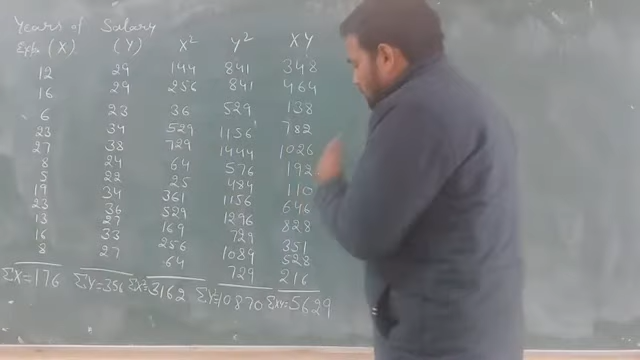 Years of Salary
Exp. (X) (Y) X² Y² XY
12 29 144 841 348
16 29 256 841 464
6 23 36 529 138
23 34 529 1156 782
27 38 729 1444 1026
8 24 64 576 192
5 22 25 484 110
19 34 361 1156 646
23 36 529 1296 828
13 27 169 729 351
16 33 256 1089 528
8 27 64 729 216
ΣX=176 ΣY=356 ΣX²=3162 ΣY²=10870 ΣXY=5629
=